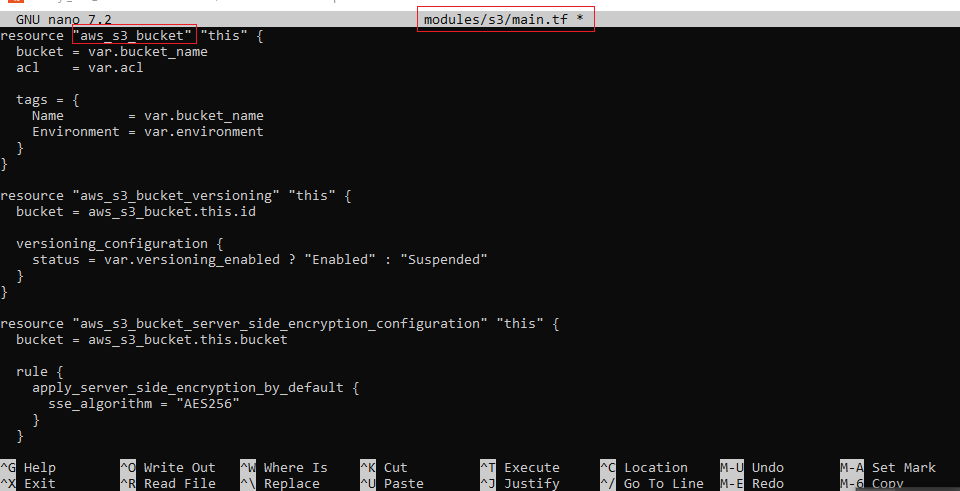 GNU nano 7.2 modules/s3/main.tf *
resource "aws_s3_bucket" "this" {
  bucket = var.bucket_name
  acl    = var.acl

  tags = {
    Name        = var.bucket_name
    Environment = var.environment
  }
}

resource "aws_s3_bucket_versioning" "this" {
  bucket = aws_s3_bucket.this.id

  versioning_configuration {
    status = var.versioning_enabled ? "Enabled" : "Suspended"
  }
}

resource "aws_s3_bucket_server_side_encryption_configuration" "this" {
  bucket = aws_s3_bucket.this.bucket

  rule {
    apply_server_side_encryption_by_default {
      sse_algorithm = "AES256"
    }
  }
^G Help ^O Write Out ^W Where Is ^K Cut ^T Execute ^C Location M-U Undo M-A Set Mark
^X Exit ^R Read File ^\ Replace ^U Paste ^J Justify ^/ Go To Line M-E Redo M-6 Copy